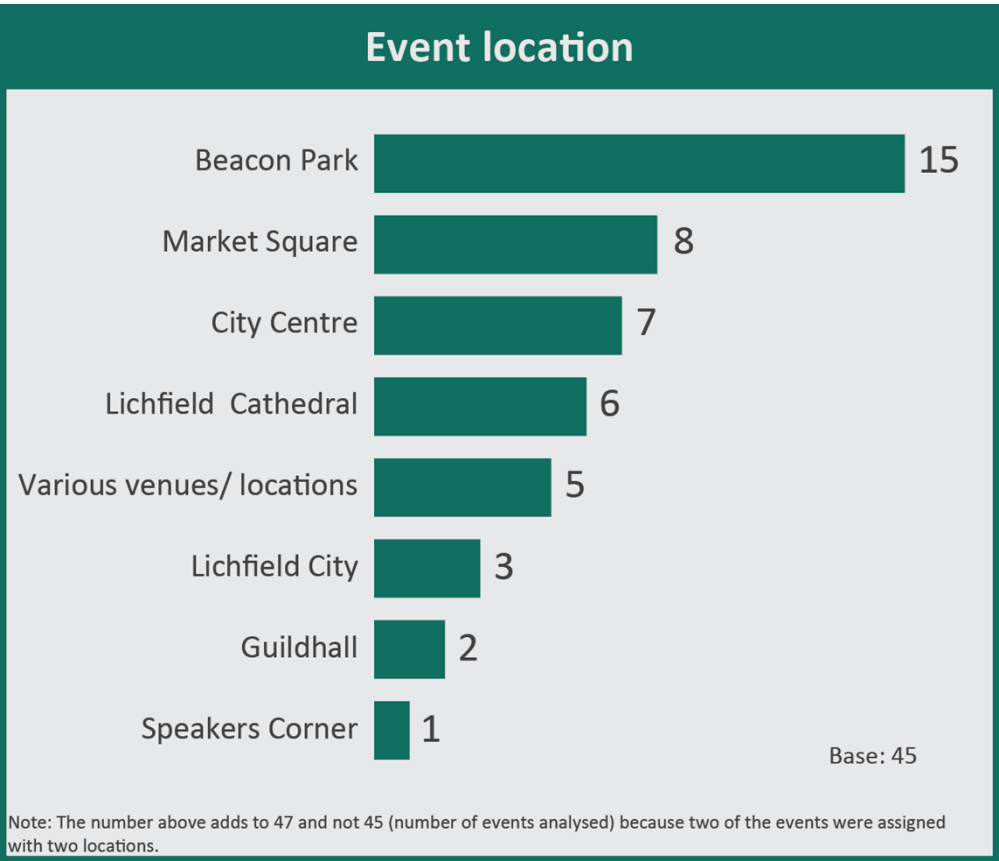 Event location
Beacon Park 15
Market Square 8
City Centre 7
Lichfield Cathedral 6
Various venues/ locations 5
Lichfield City 3
Guildhall 2
Speakers Corner 1
Base: 45
Note: The number above adds to 47 and not 45 (number of events analysed) because two of the events were assigned
with two locations.